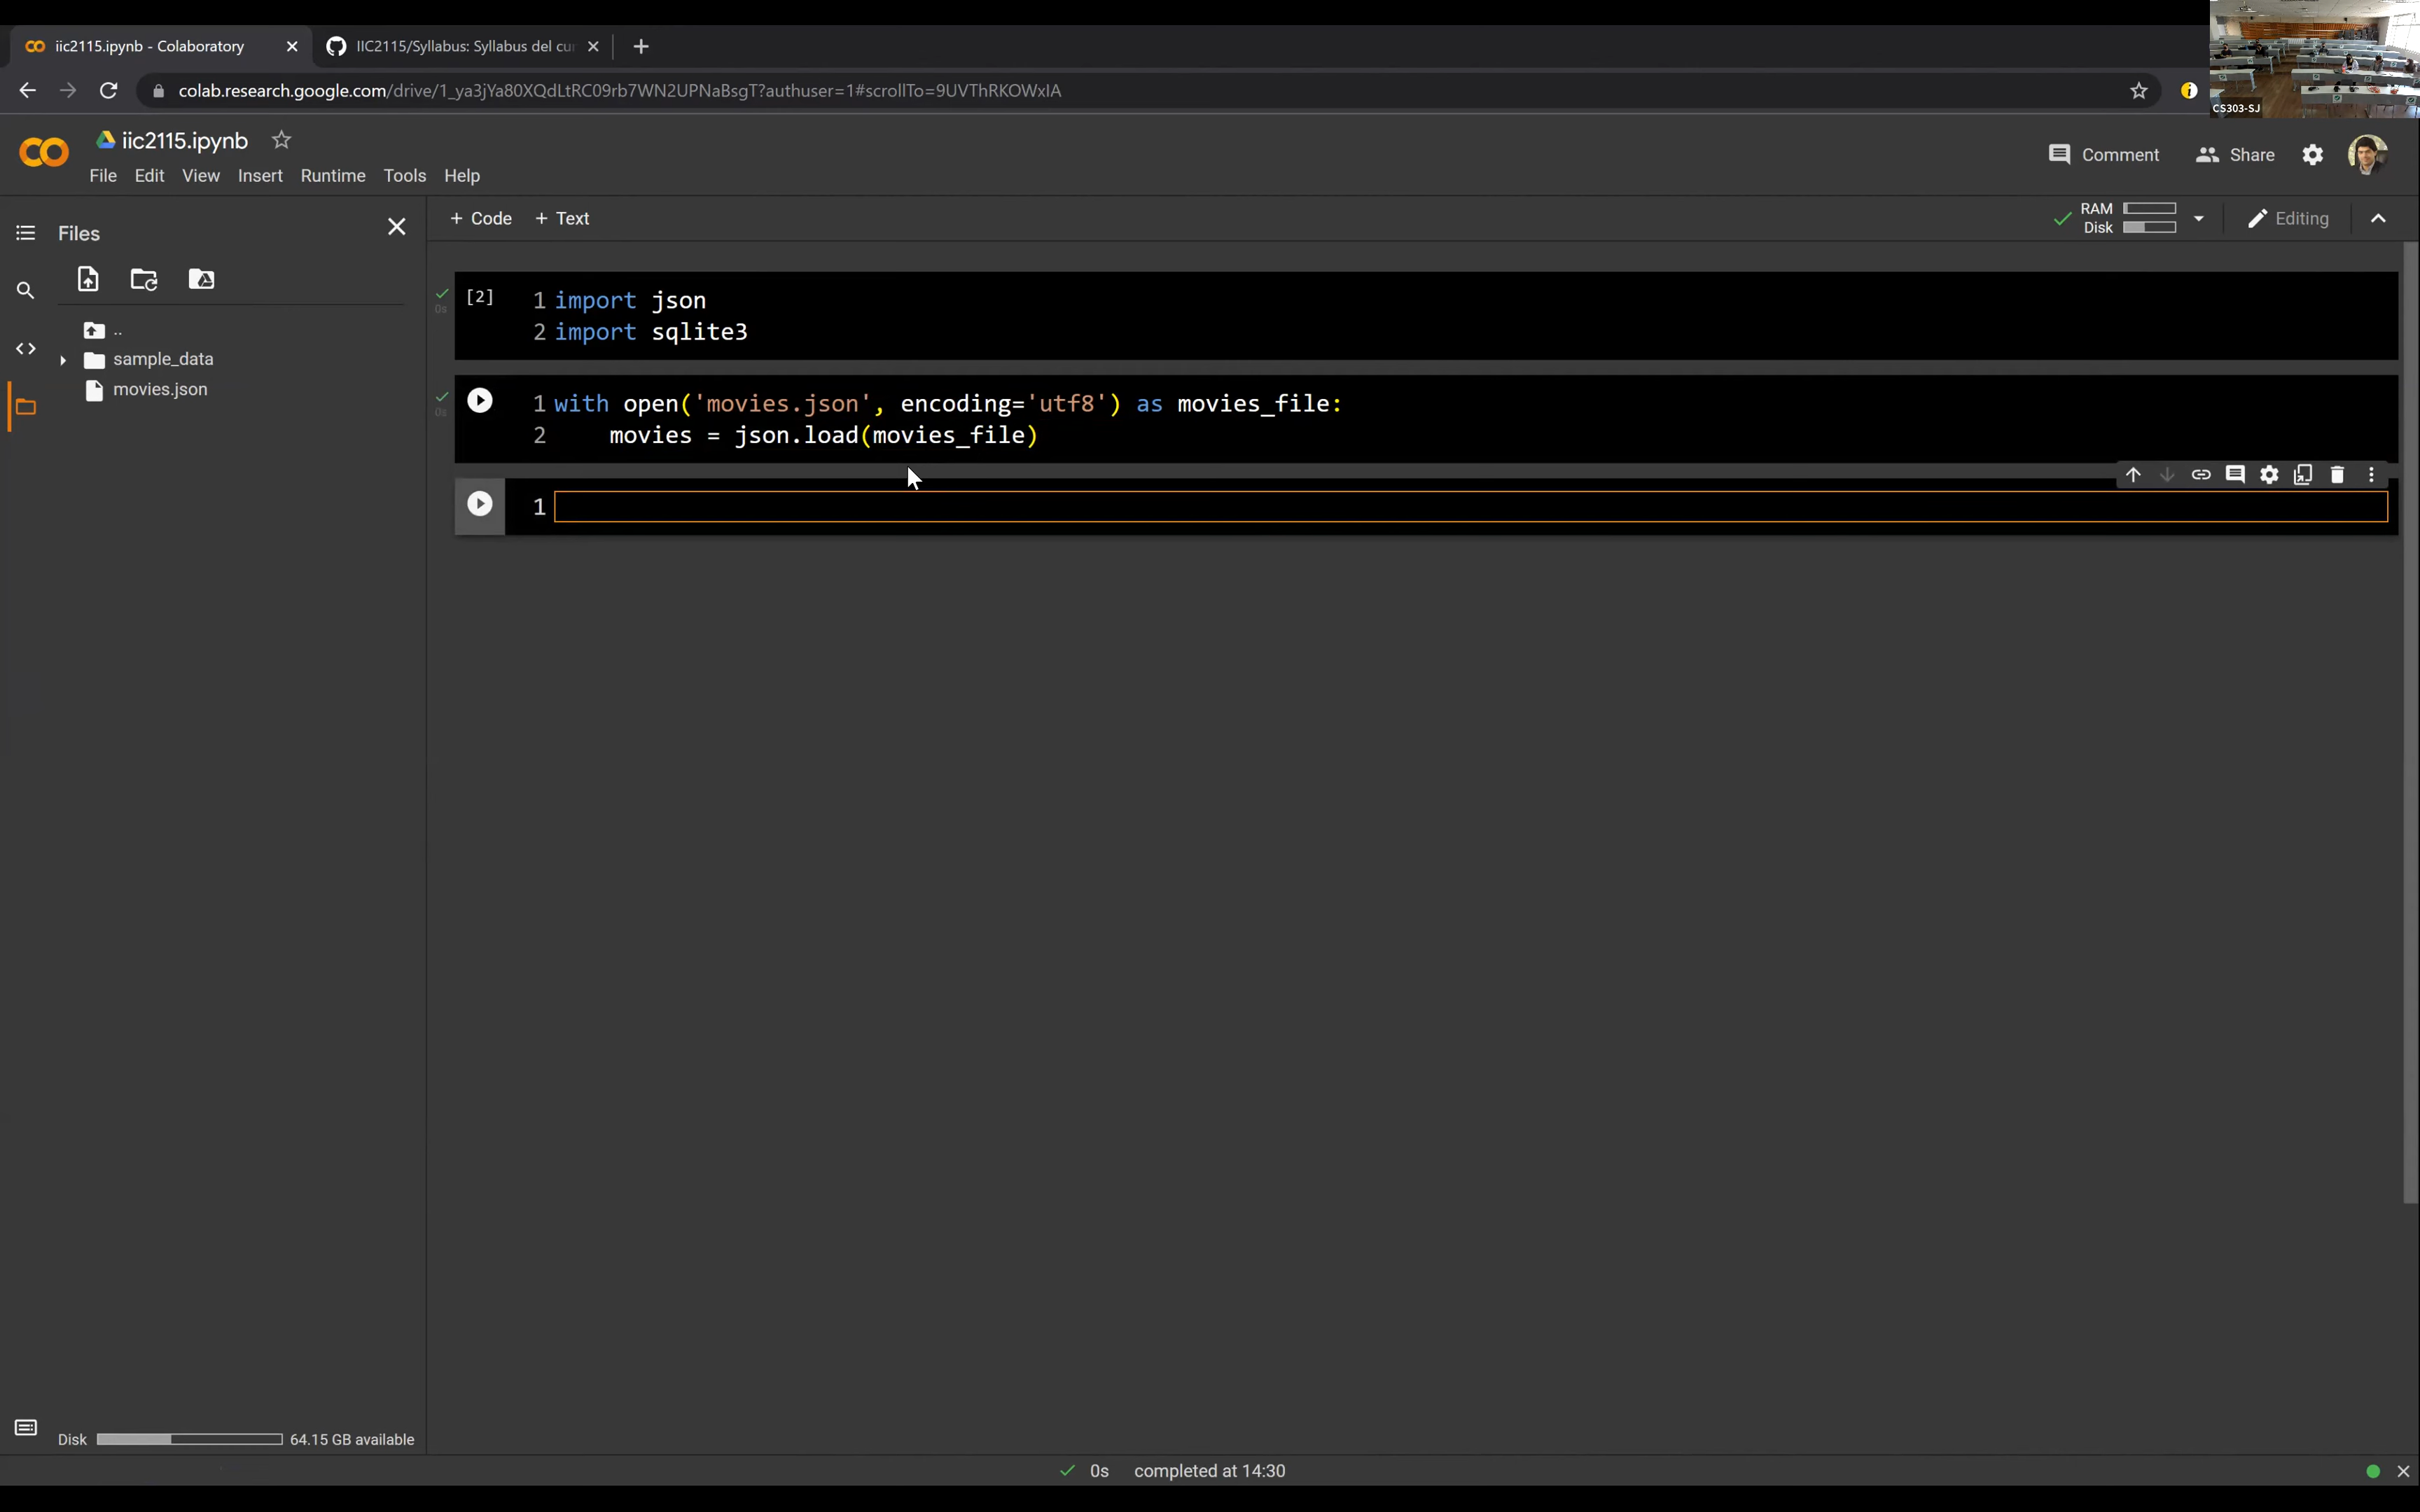 iic2115.ipynb - Colaboratory
IIC2115/Syllabus: Syllabus del cu
colab.research.google.com/drive/1_ya3jYa80XQdLtRC09rb7WN2UPNaBsgT?authuser=1#scrollTo=9UVThRKOWxIA
CS303-SJ
iic2115.ipynb
File Edit View Insert Runtime Tools Help
Comment
Share
Files
+ Code + Text
RAM
Disk
Editing
..
sample_data
movies.json
0s
[2]
1 import json
2 import sqlite3
0s
1 with open('movies.json', encoding='utf8') as movies_file:
2 movies = json.load(movies_file)
1
Disk 64.15 GB available
0s completed at 14:30